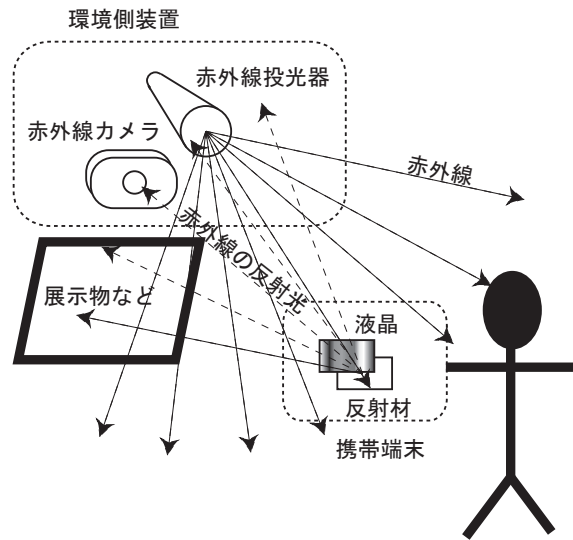 環境側装置
赤外線投光器
赤外線カメラ
赤外線
赤外線の反射光
展示物など
液晶
反射材
携帯端末